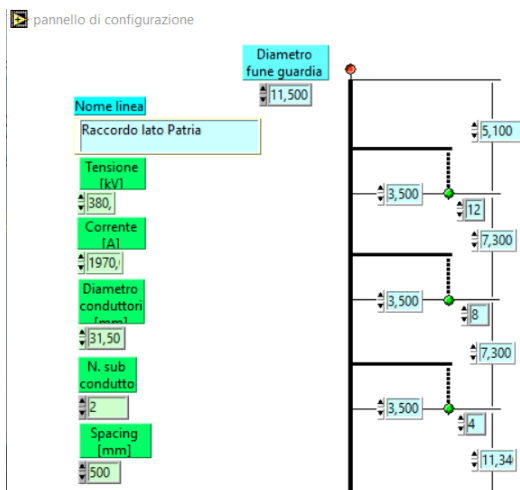 pannello di configurazione
Diametro
fune guardia
11,500
Nome linea
Raccordo lato Patria
5,100
Tensione
[kV]
380,
3,500
12
Corrente
[A]
1970,
7,300
Diametro
conduttori
[mm]
31,50
3,500
8
7,300
N. sub
condutto
2
3,500
4
Spacing
[mm]
500
11,34